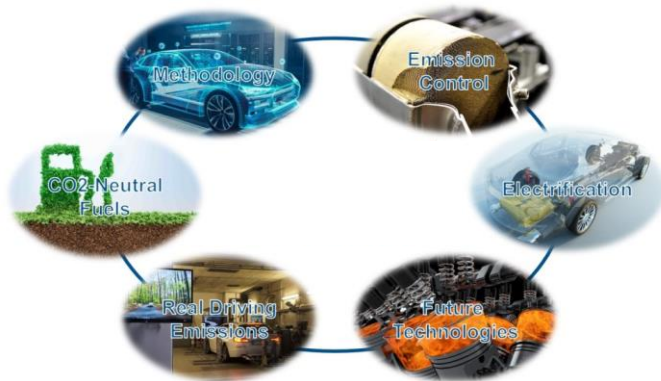 Methodology
Emission
Control
CO2-Neutral
Fuels
Electrification
Real Driving
Emissions
Future
Technologies